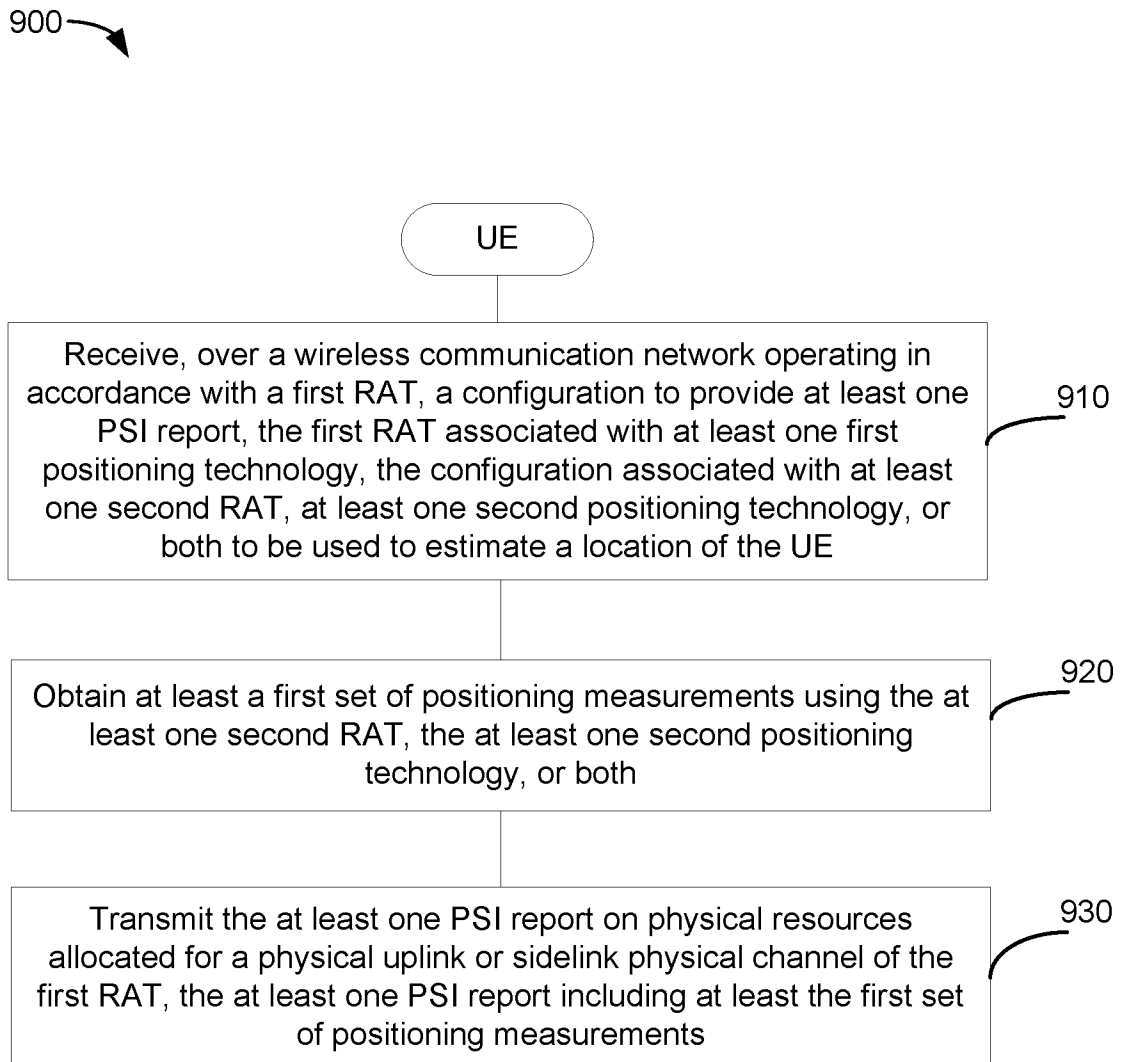 900
UE
Receive, over a wireless communication network operating in
accordance with a first RAT, a configuration to provide at least one
PSI report, the first RAT associated with at least one first
positioning technology, the configuration associated with at least
one second RAT, at least one second positioning technology, or
both to be used to estimate a location of the UE
910
Obtain at least a first set of positioning measurements using the at
least one second RAT, the at least one second positioning
technology, or both
920
Transmit the at least one PSI report on physical resources
allocated for a physical uplink or sidelink physical channel of the
first RAT, the at least one PSI report including at least the first set
of positioning measurements
930